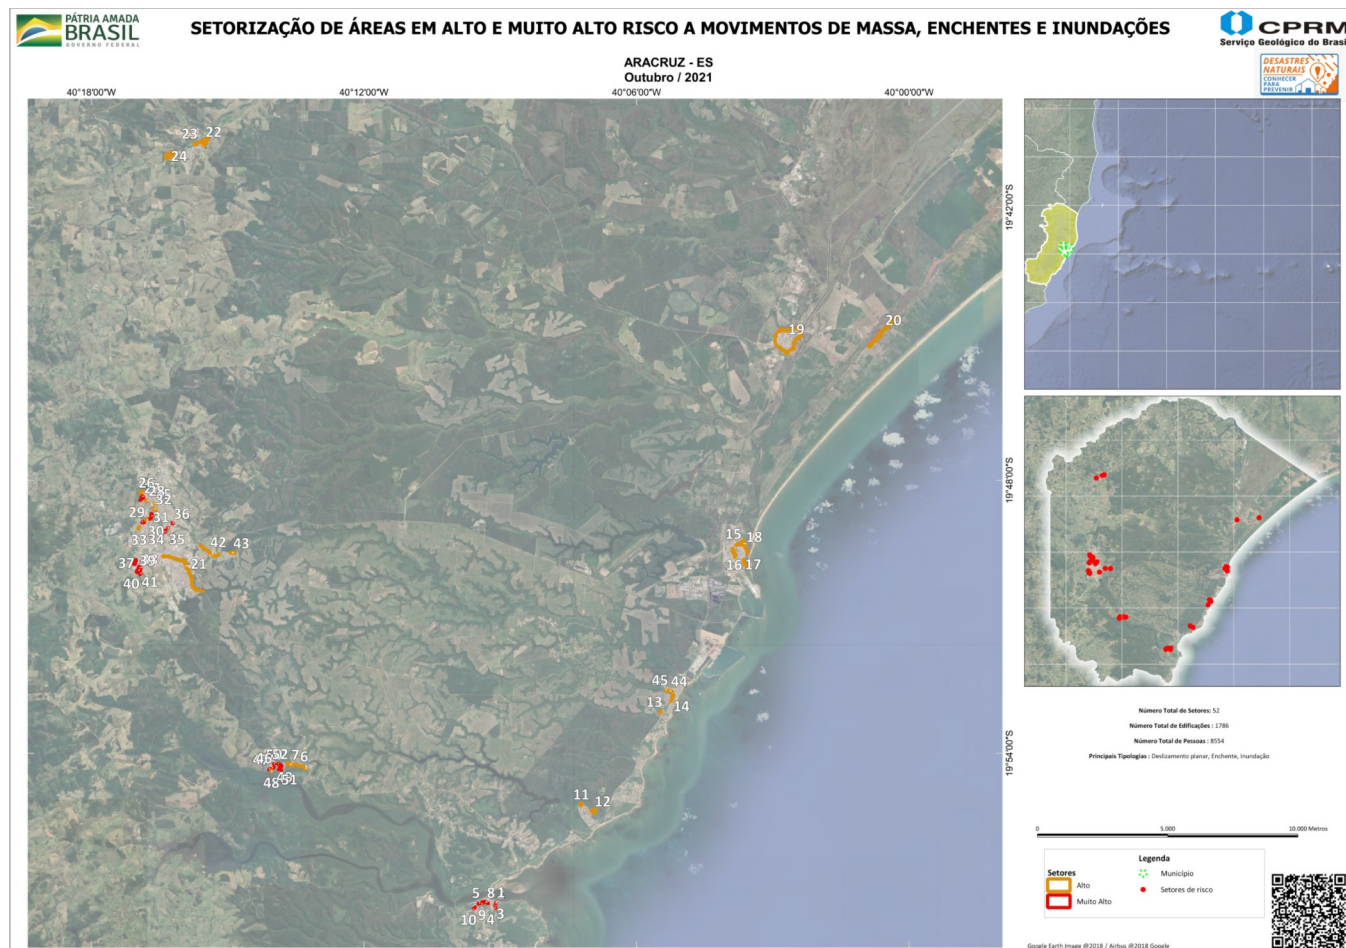 PÁTRIA AMADA
BRASIL
GOVERNO FEDERAL
SETORIZAÇÃO DE ÁREAS EM ALTO E MUITO ALTO RISCO A MOVIMENTOS DE MASSA, ENCHENTES E INUNDAÇÕES
CPRM
Serviço Geológico do Brasil
DESASTRES
NATURAIS
CONHECER
PARA
PREVENIR
ARACRUZ - ES
Outubro / 2021
40°18'00"W
40°12'00"W
40°06'00"W
40°00'00"W
23 22
24
19°42'00"S
19
20
19°48'00"S
26
28
32
29
31
36
30
33 34 35
42 43
37 39
21
40 41
15 18
16 17
45 44
13
14
19°54'00"S
52 7 6
48 51
11
12
5 8 1
10 9 4 3
Número Total de Setores: 52
Número Total de Edificações : 1786
Número Total de Pessoas : 8554
Principais Tipologias : Deslizamento planar, Enchente, Inundação
0 5.000 10.000 Metros
Legenda
Setores
Alto
Muito Alto
Município
Setores de risco
Google Earth Image @2018 / Airbus @2018 Google